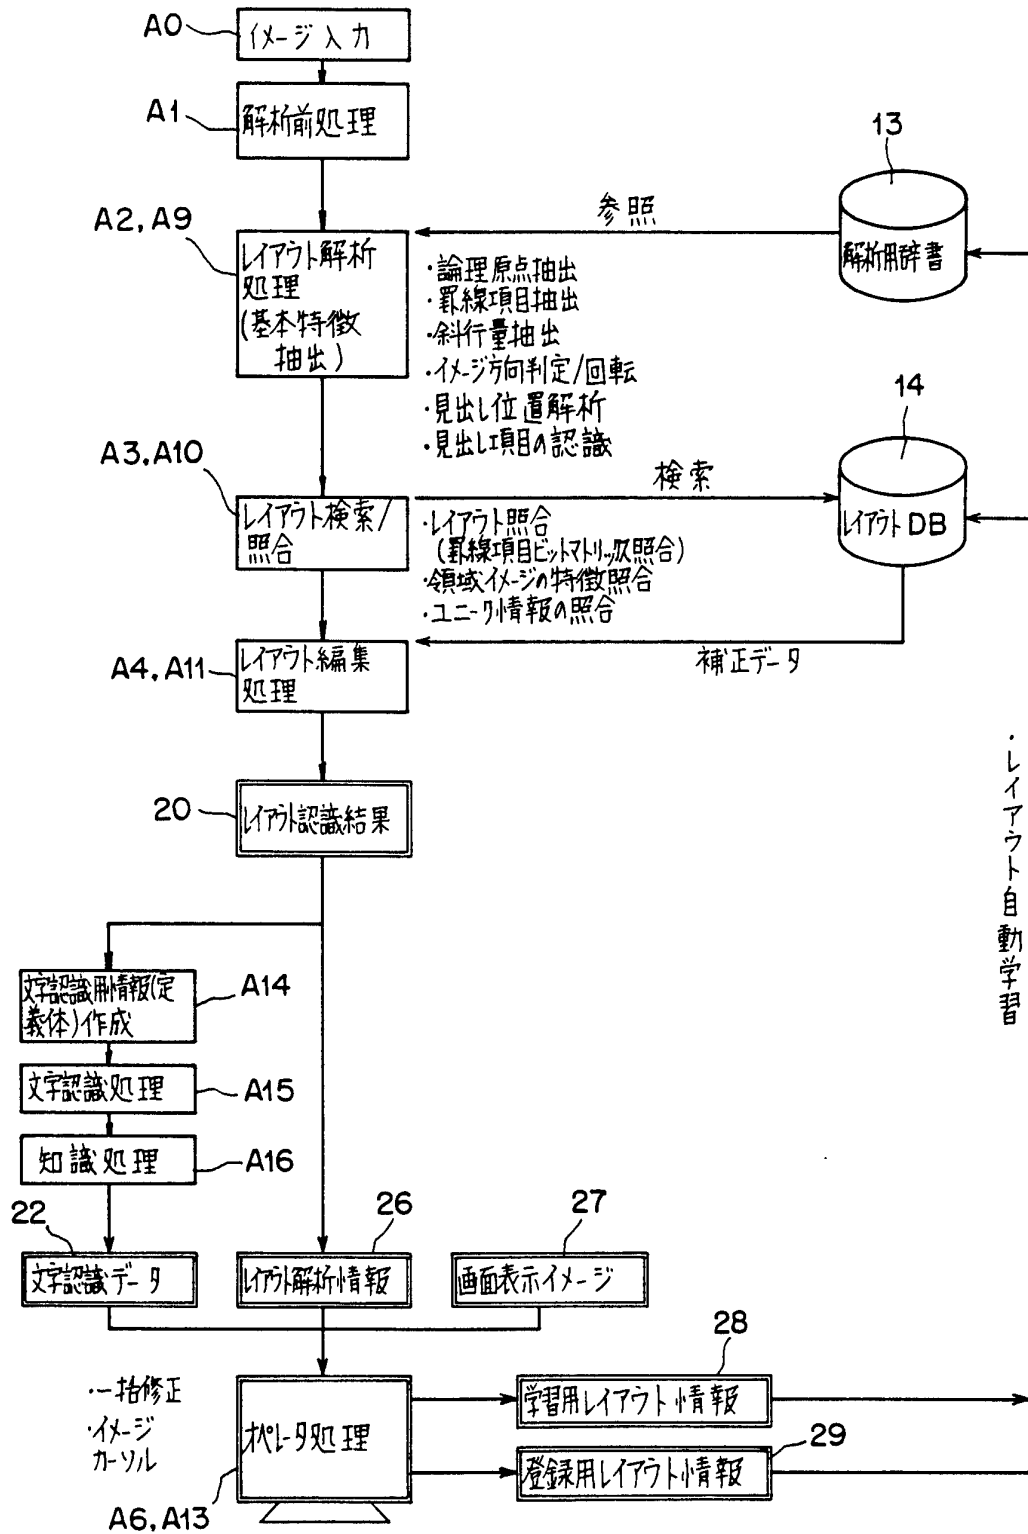 A0
イメージ入力
A1
解析前処理
13
A2, A9
参照
レイアウト解析
処理
(基本特徴
抽出)
解析用辞書
・論理原点抽出
・罫線項目抽出
・斜行量抽出
・イメージ方向判定/回転
・見出し位置解析
・見出し項目の認識
14
A3, A10
検索
レイアウト検索/
照合
レイアウトDB
・レイアウト照合
(罫線項目ビットマトリックス照合)
・領域イメージの特徴照合
・ユニーク情報の照合
A4, A11
レイアウト編集
処理
補正データ
・レイアウト自動学習
20
レイアウト認識結果
文字認識用情報(定
義体)作成
A14
文字認識処理
A15
知識処理
A16
22
26
27
文字認識データ
レイアウト解析情報
画面表示イメージ
28
・一括修正
・イメージ
カーソル
オペレータ処理
学習用レイアウト情報
29
登録用レイアウト情報
A6, A13